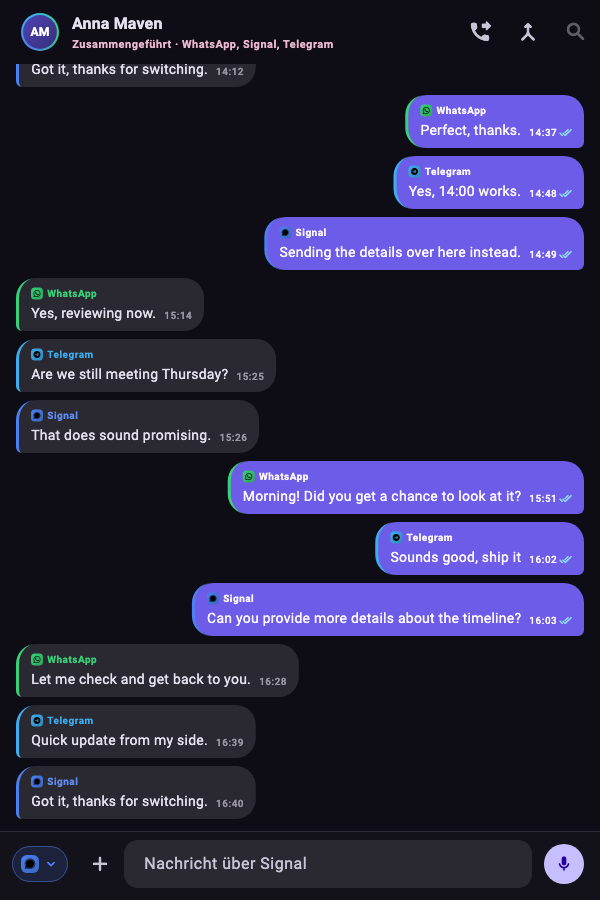 AM
Anna Maven
Zusammengeführt · WhatsApp, Signal, Telegram
Got it, thanks for switching. 14:12
WhatsApp
Perfect, thanks. 14:37
Telegram
Yes, 14:00 works. 14:48
Signal
Sending the details over here instead. 14:49
WhatsApp
Yes, reviewing now. 15:14
Telegram
Are we still meeting Thursday? 15:25
Signal
That does sound promising. 15:26
WhatsApp
Morning! Did you get a chance to look at it? 15:51
Telegram
Sounds good, ship it 16:02
Signal
Can you provide more details about the timeline? 16:03
WhatsApp
Let me check and get back to you. 16:28
Telegram
Quick update from my side. 16:39
Signal
Got it, thanks for switching. 16:40
Nachricht über Signal